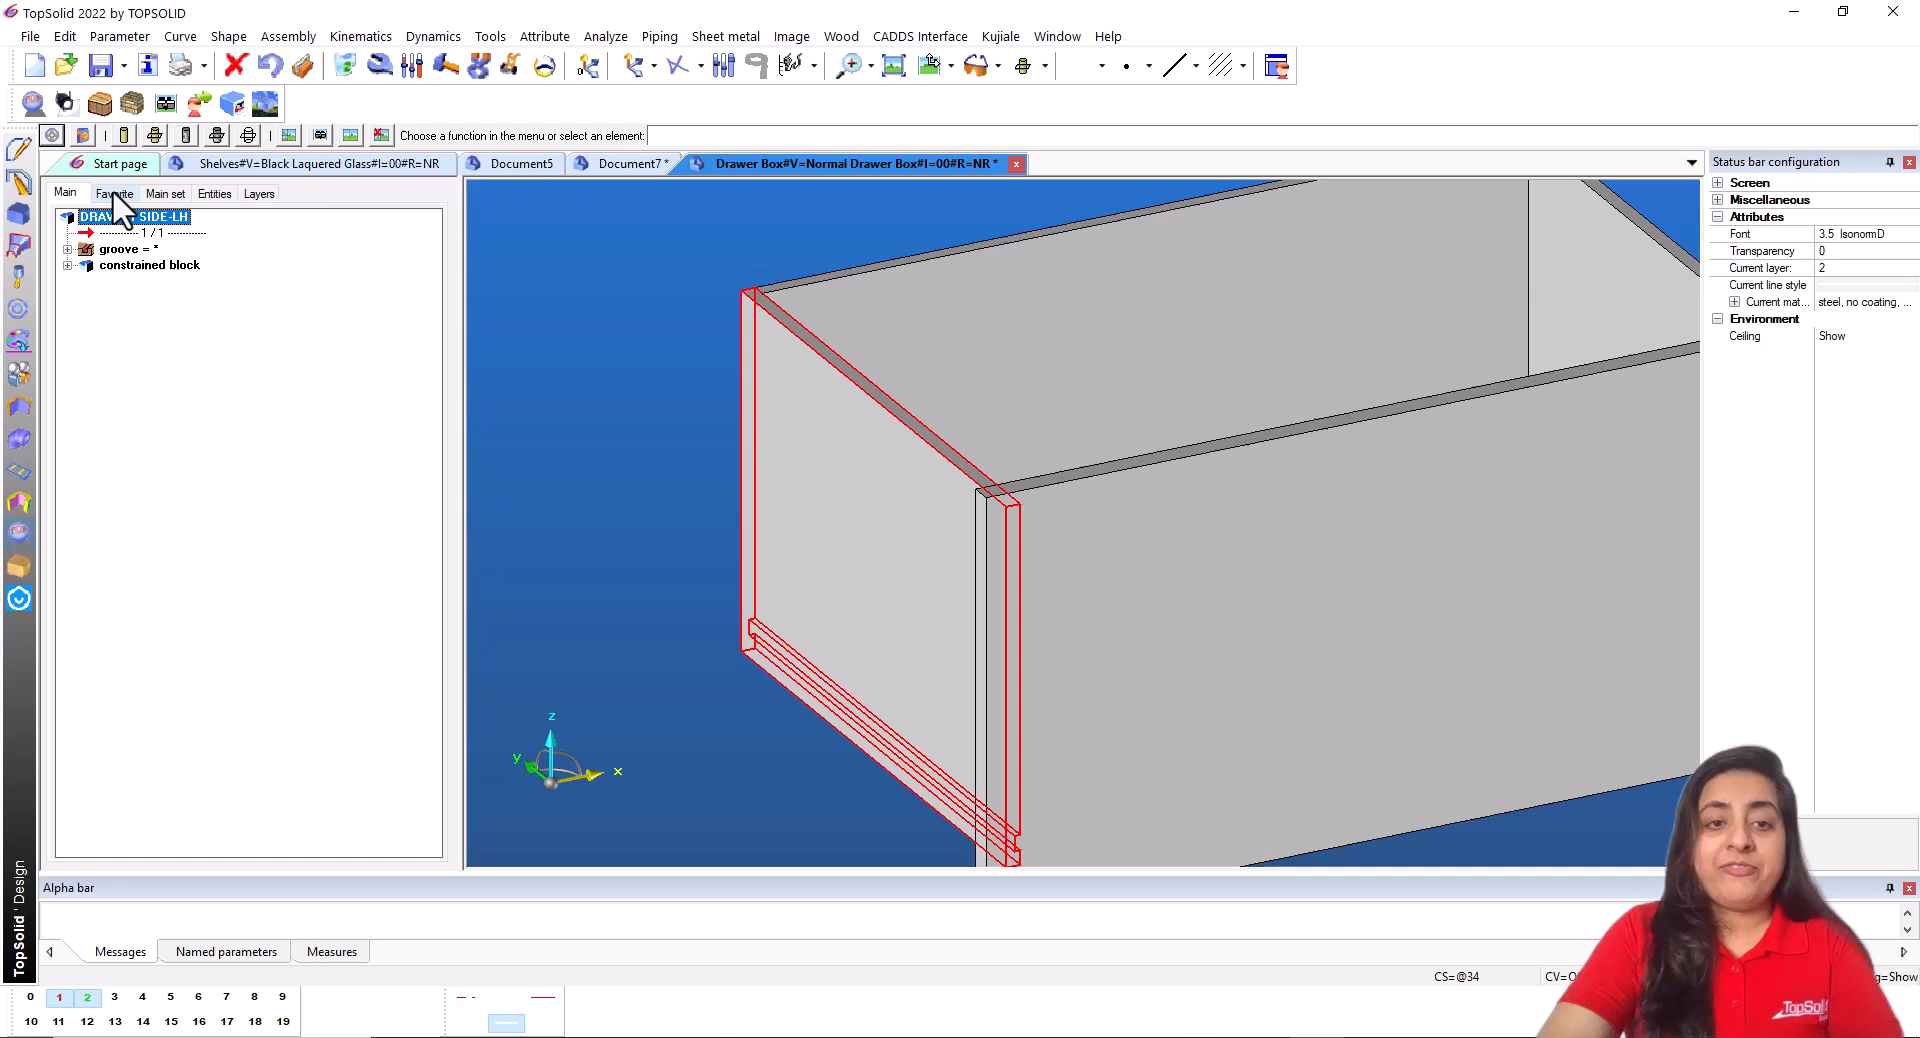 TopSolid 2022 by TOPSOLID
File Edit Parameter Curve Shape Assembly Kinematics Dynamics Tools Attribute Analyze Piping Sheet metal Image Wood CADDS Interface Kujiale Window Help
Choose a function in the menu or select an element:
Start page Shelves#V=Black Laquered Glass#I=00#R=NR Document5 Document7 * Drawer Box#V=Normal Drawer Box#I=00#R=NR *
Status bar configuration
Main Main set Entities Layers
SIDE-LH
1 / 1
groove = *
constrained block
Screen
Miscellaneous
Attributes
Font 3.5 IsonormD
Transparency 0
Current layer: 2
Current line style
Current mat... steel, no coating, ...
Environment
Ceiling Show
z
y
x
Alpha bar
Messages Named parameters Measures
CS=@34 =Show
TopSolid 'Design
0 1 2 3 4 5 6 7 8 9
10 11 12 13 14 15 16 17 18 19